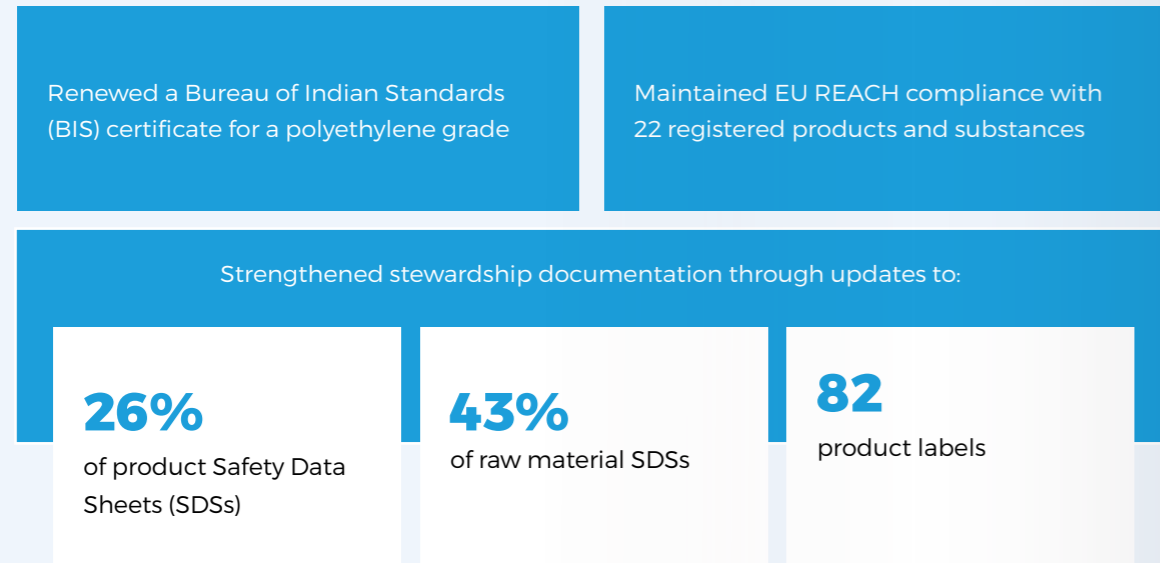 Renewed a Bureau of Indian Standards
(BIS) certificate for a polyethylene grade
Maintained EU REACH compliance with
22 registered products and substances
Strengthened stewardship documentation through updates to:
26%
of product Safety Data
Sheets (SDSs)
43%
of raw material SDSs
82
product labels